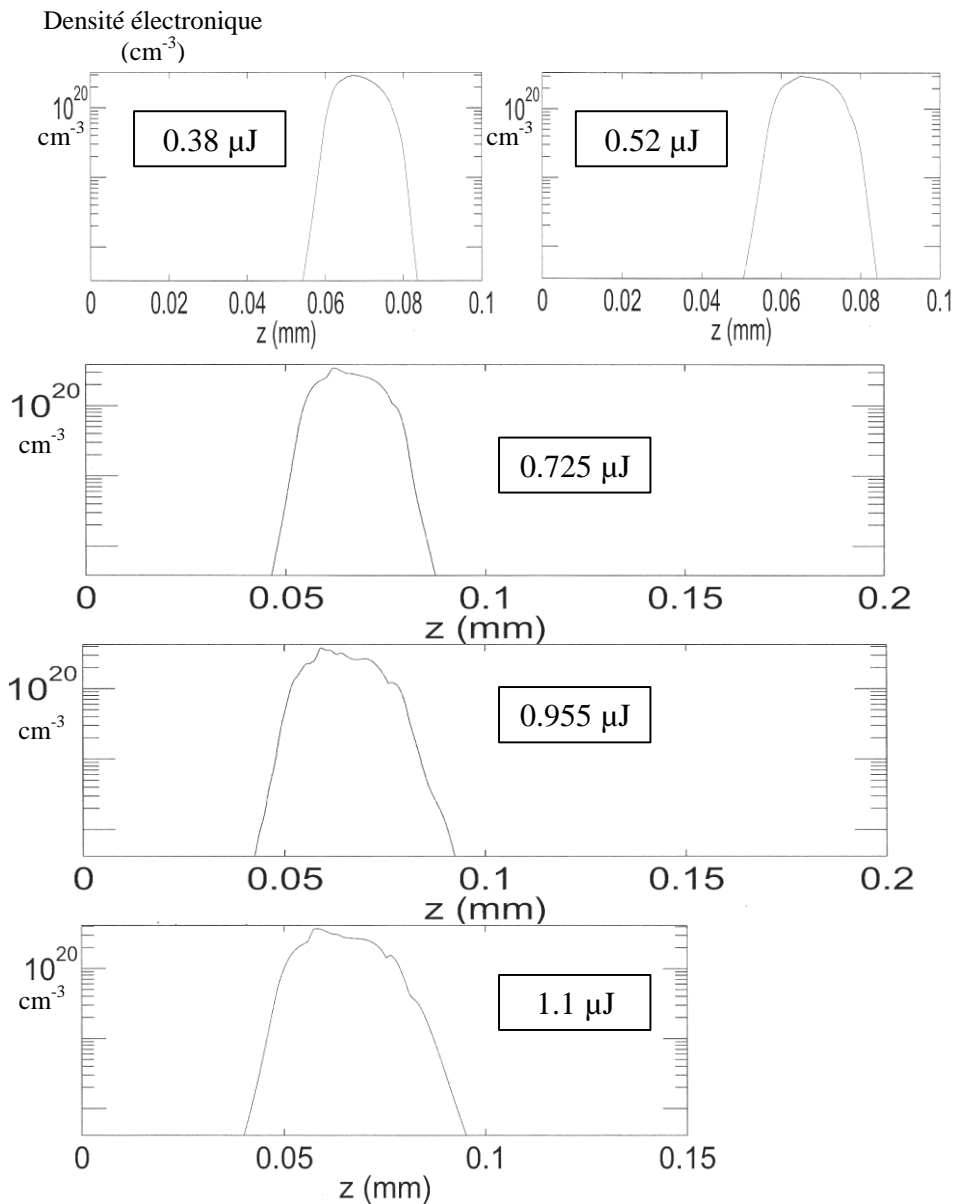 Densité électronique
(cm-3)
10^20
cm-3
0.38 µJ
0 0.02 0.04 0.06 0.08 0.1
z (mm)
10^20
cm-3
0.52 µJ
0 0.02 0.04 0.06 0.08 0.1
z (mm)
10^20
cm-3
0.725 µJ
0 0.05 0.1 0.15 0.2
z (mm)
10^20
cm-3
0.955 µJ
0 0.05 0.1 0.15 0.2
z (mm)
10^20
cm-3
1.1 µJ
0 0.05 0.1 0.15
z (mm)